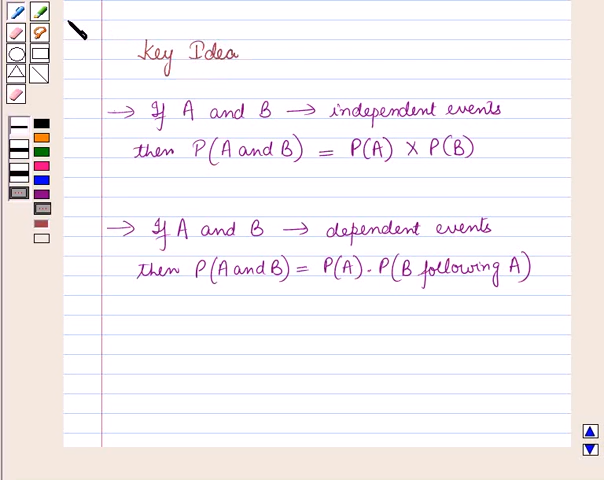 Key Idea
→ If A and B → independent events
then P(A and B) = P(A) × P(B)
→ If A and B → dependent events
then P(A and B) = P(A) . P(B following A)